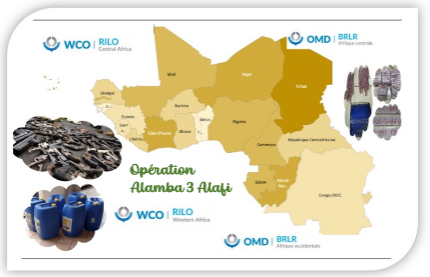 WCO | RILO
Central Africa
OMD | BRLR
Afrique centrale
Mali
Niger
Tchad
Sénégal
Burkina
Guinée
Côte d'Ivoire
Ghana
Bénin
Nigeria
Cameroun
République Centrafricaine
Gabon
Congo (RDC)
Opération
Alamba 3 Alafi
WCO | RILO
Western Africa
OMD | BRLR
Afrique occidentale